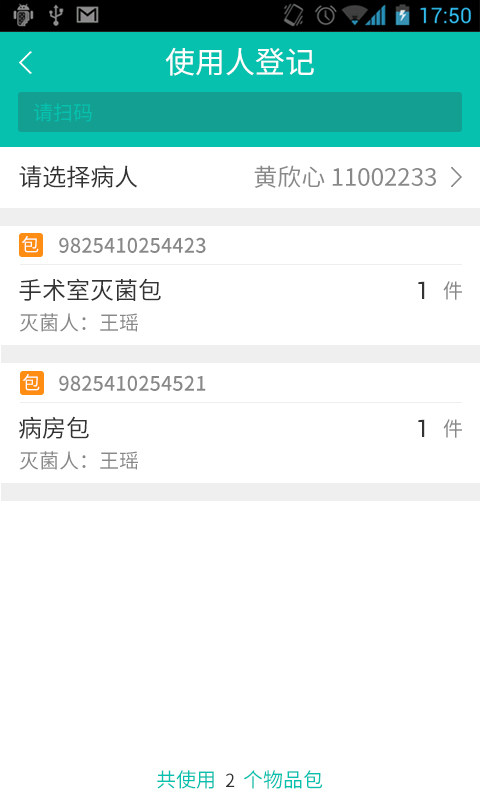 17:50
使用人登记
请扫码
请选择病人 黄欣心 11002233
包 9825410254423
手术室灭菌包 1 件
灭菌人：王瑶
包 9825410254521
病房包 1 件
灭菌人：王瑶
共使用 2 个物品包